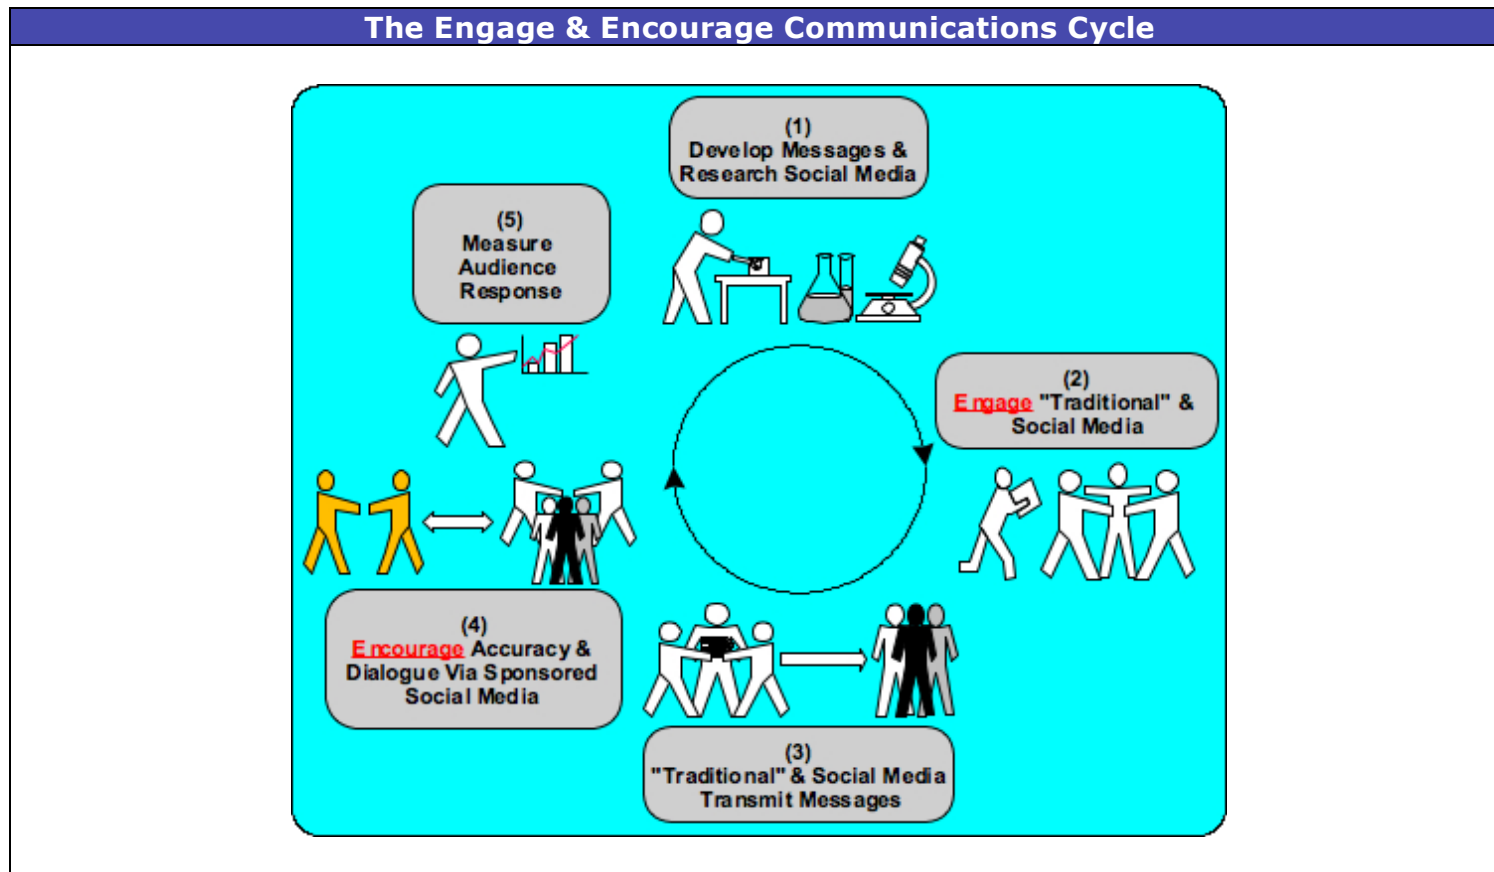 The Engage & Encourage Communications Cycle
(1)
Develop Messages &
Research Social Media
(2)
Engage "Traditional" &
Social Media
(3)
"Traditional" & Social Media
Transmit Messages
(4)
Encourage Accuracy &
Dialogue Via Sponsored
Social Media
(5)
Measure
Audience
Response